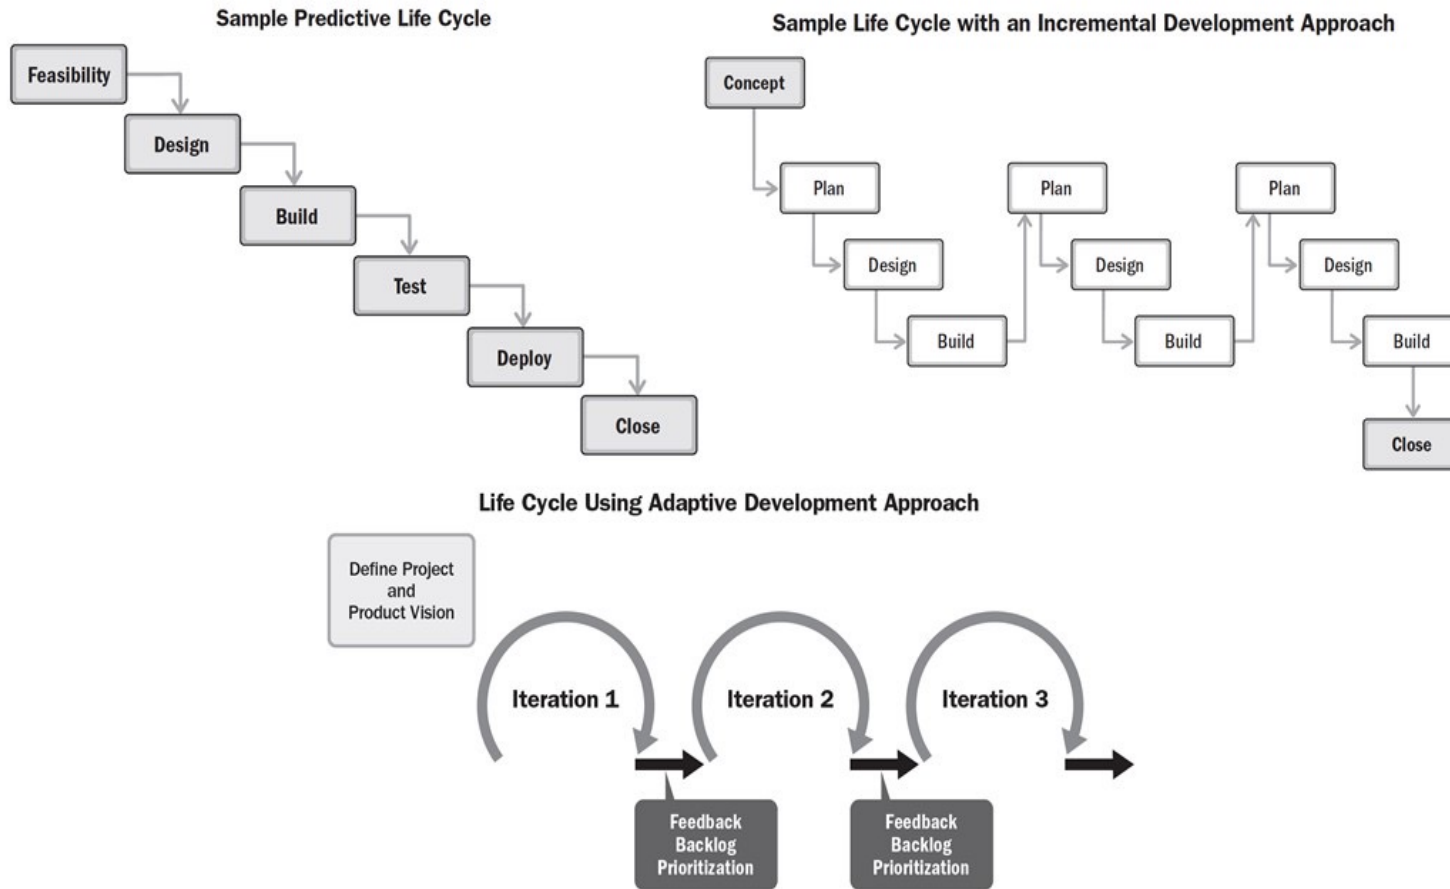 Sample Predictive Life Cycle
Feasibility
Design
Build
Test
Deploy
Close
Sample Life Cycle with an Incremental Development Approach
Concept
Plan
Design
Build
Plan
Design
Build
Plan
Design
Build
Close
Life Cycle Using Adaptive Development Approach
Define Project
and
Product Vision
Iteration 1
Iteration 2
Iteration 3
Feedback
Backlog
Prioritization
Feedback
Backlog
Prioritization